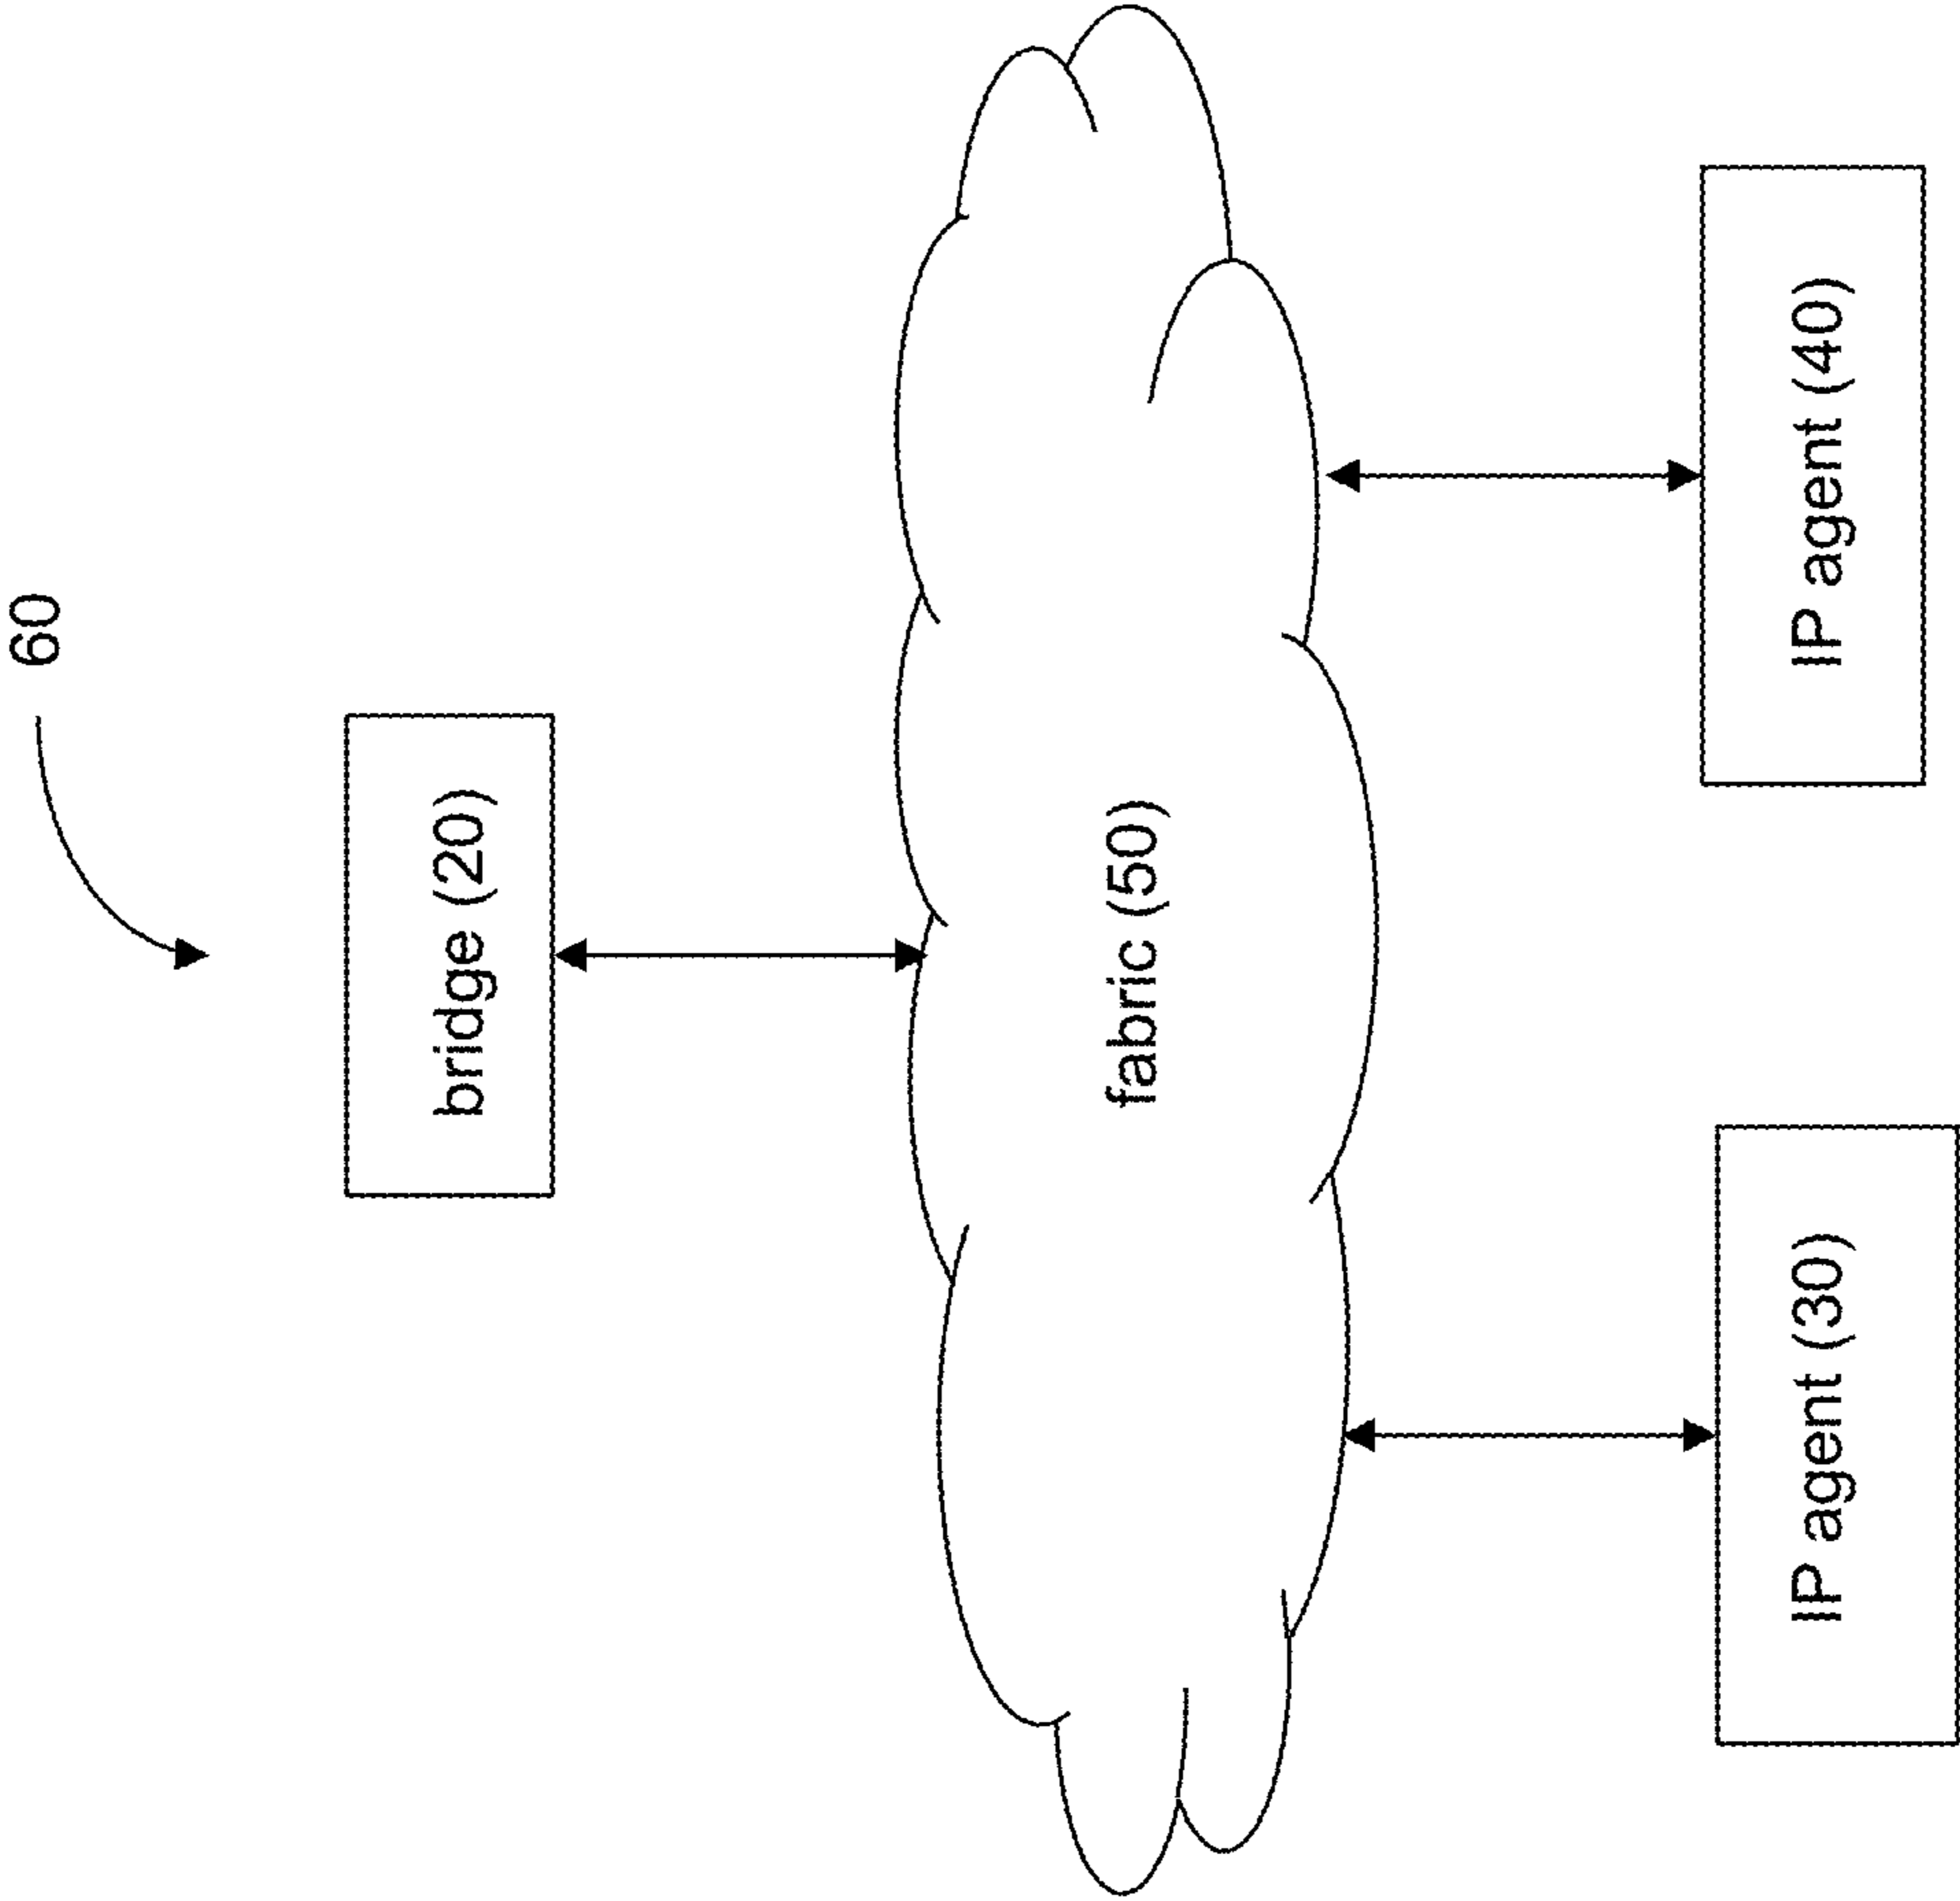 60
bridge (20)
fabric (50)
IP agent (30)
IP agent (40)